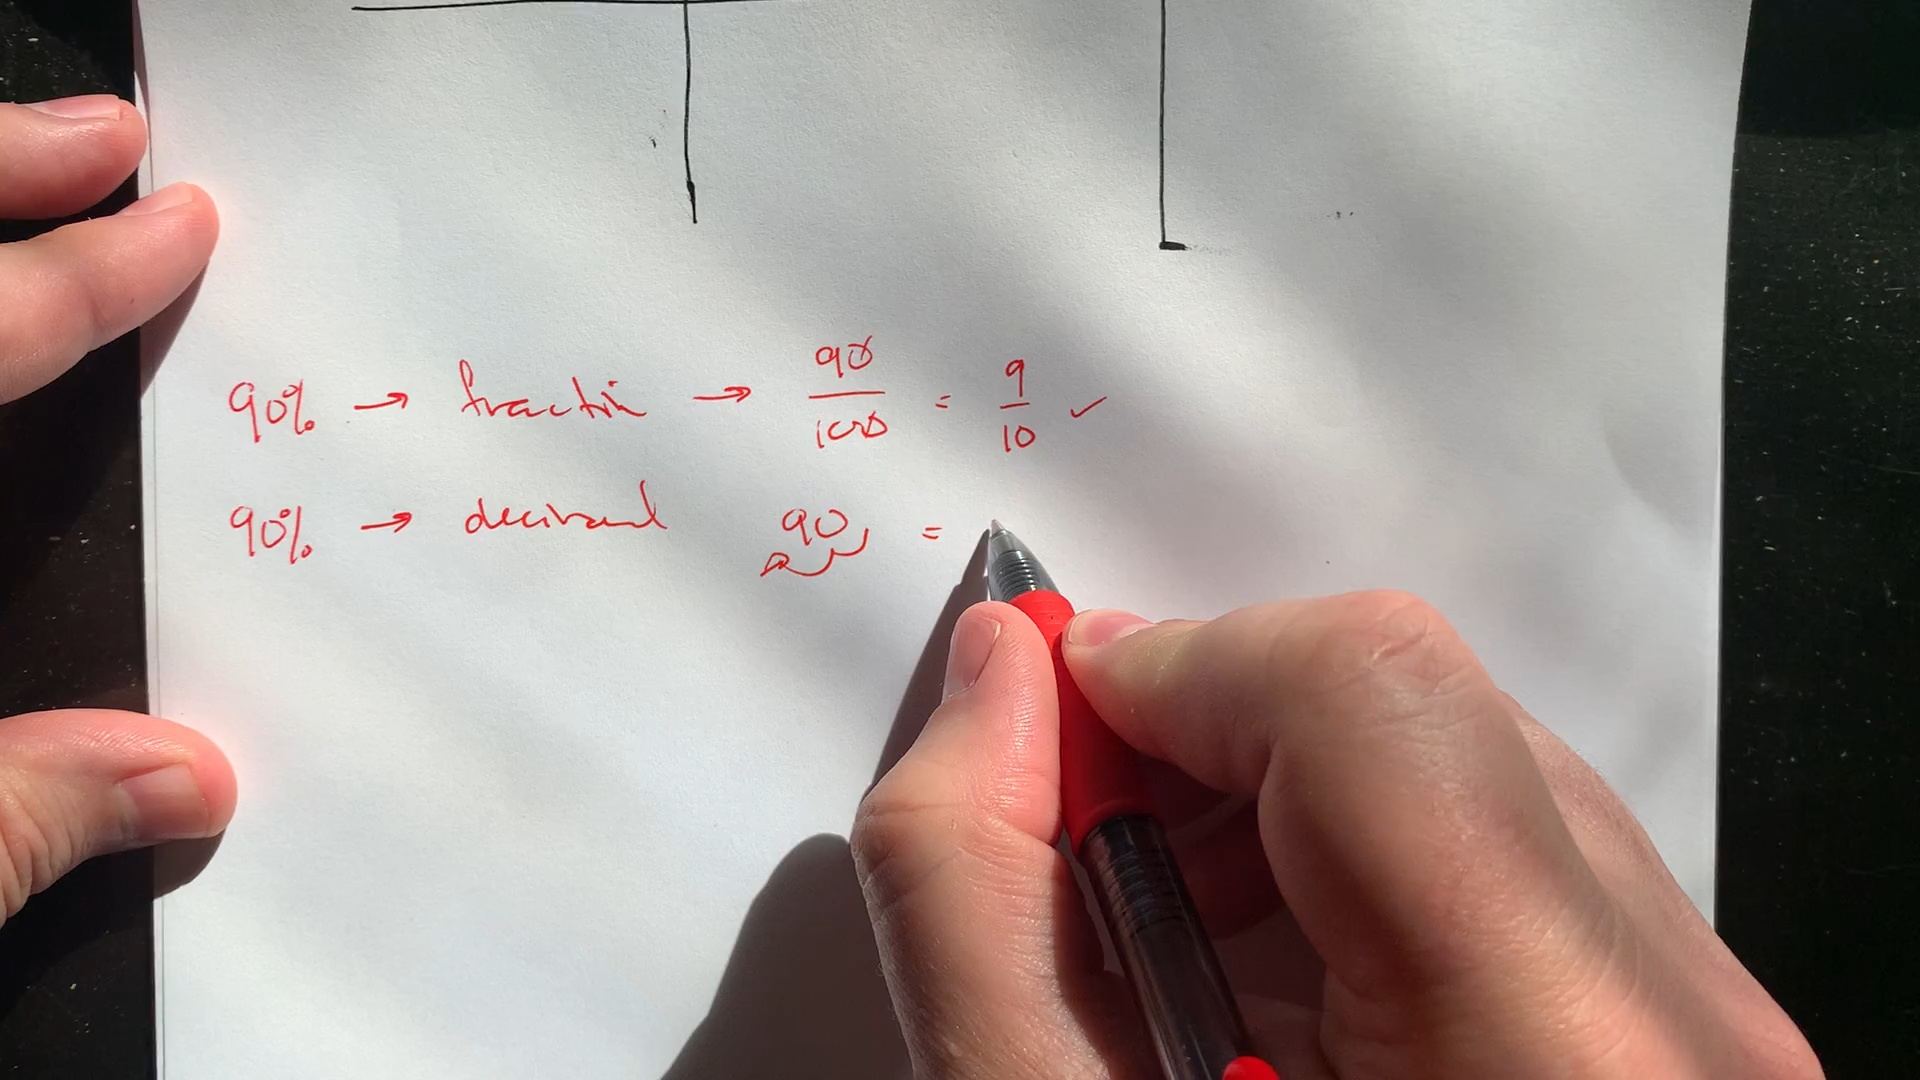 90% → fraction → 90/100 = 9/10 ✓
90% → decimal 90 =